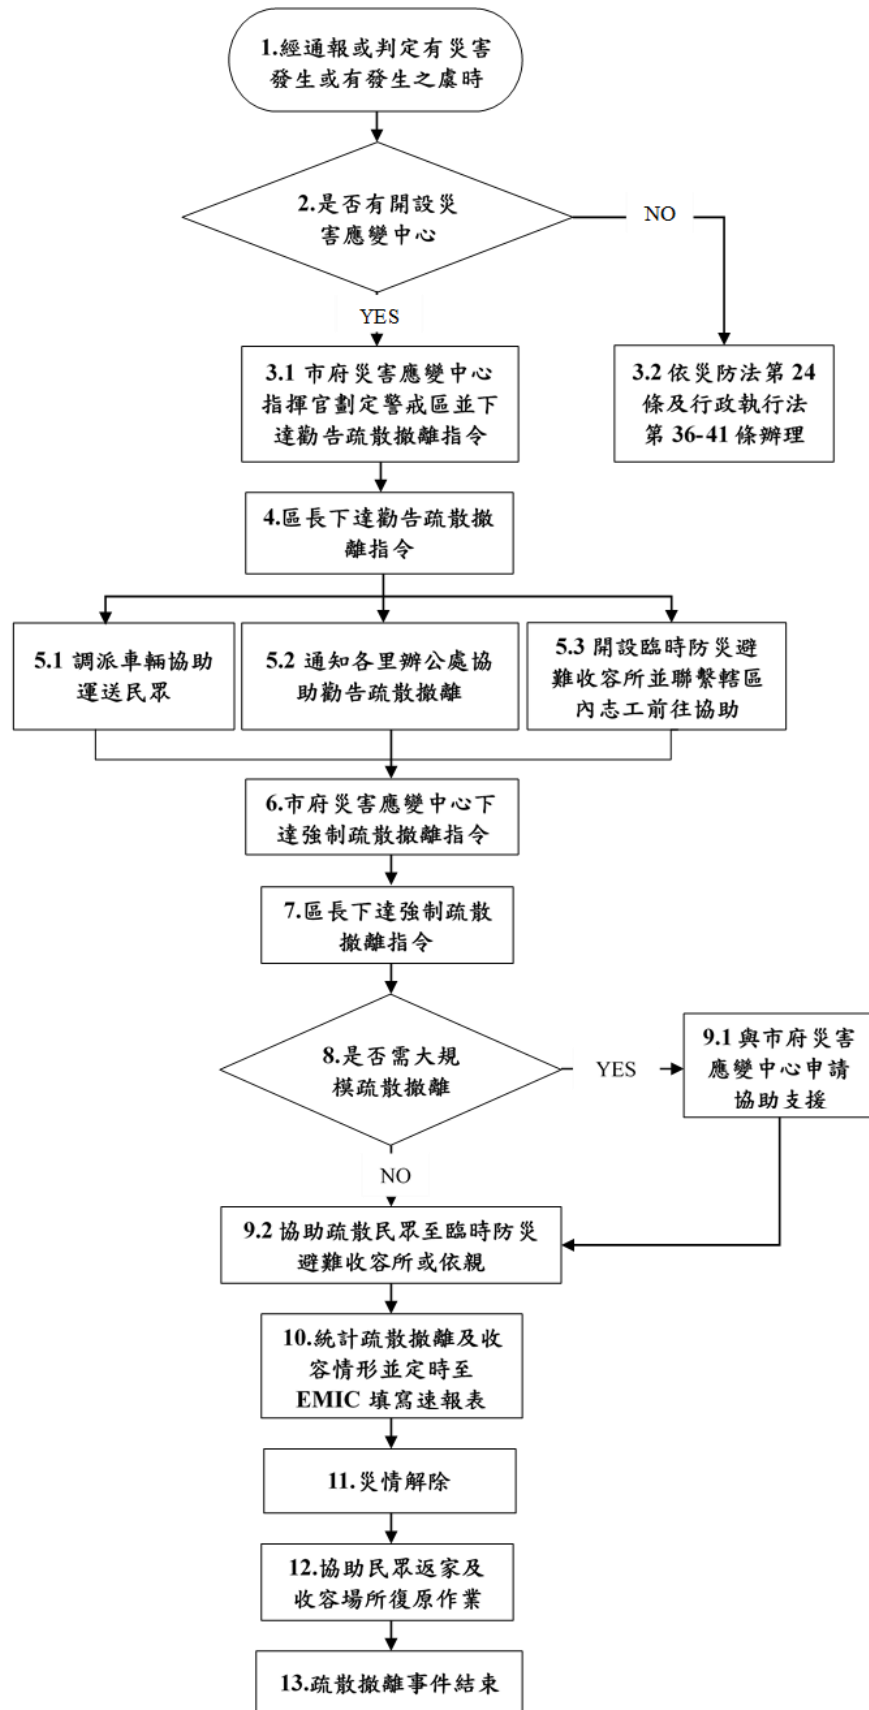 1.經通報或判定有災害
發生或有發生之虞時
2.是否有開設災
害應變中心
NO
YES
3.1 市府災害應變中心
指揮官劃定警戒區並下
達勸告疏散撤離指令
3.2 依災防法第 24
條及行政執行法
第 36-41 條辦理
4.區長下達勸告疏散撤
離指令
5.1 調派車輛協助
運送民眾
5.2 通知各里辦公處協
助勸告疏散撤離
5.3 開設臨時防災避
難收容所並聯繫轄區
內志工前往協助
6.市府災害應變中心下
達強制疏散撤離指令
7.區長下達強制疏散
撤離指令
8.是否需大規
模疏散撤離
YES
9.1 與市府災害
應變中心申請
協助支援
NO
9.2 協助疏散民眾至臨時防災
避難收容所或依親
10.統計疏散撤離及收
容情形並定時至
EMIC 填寫速報表
11.災情解除
12.協助民眾返家及
收容場所復原作業
13.疏散撤離事件結束